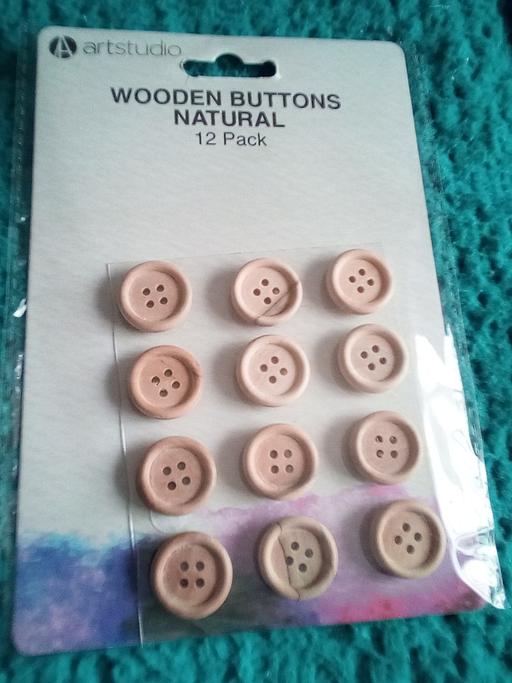 artstudio
WOODEN BUTTONS
NATURAL
12 Pack